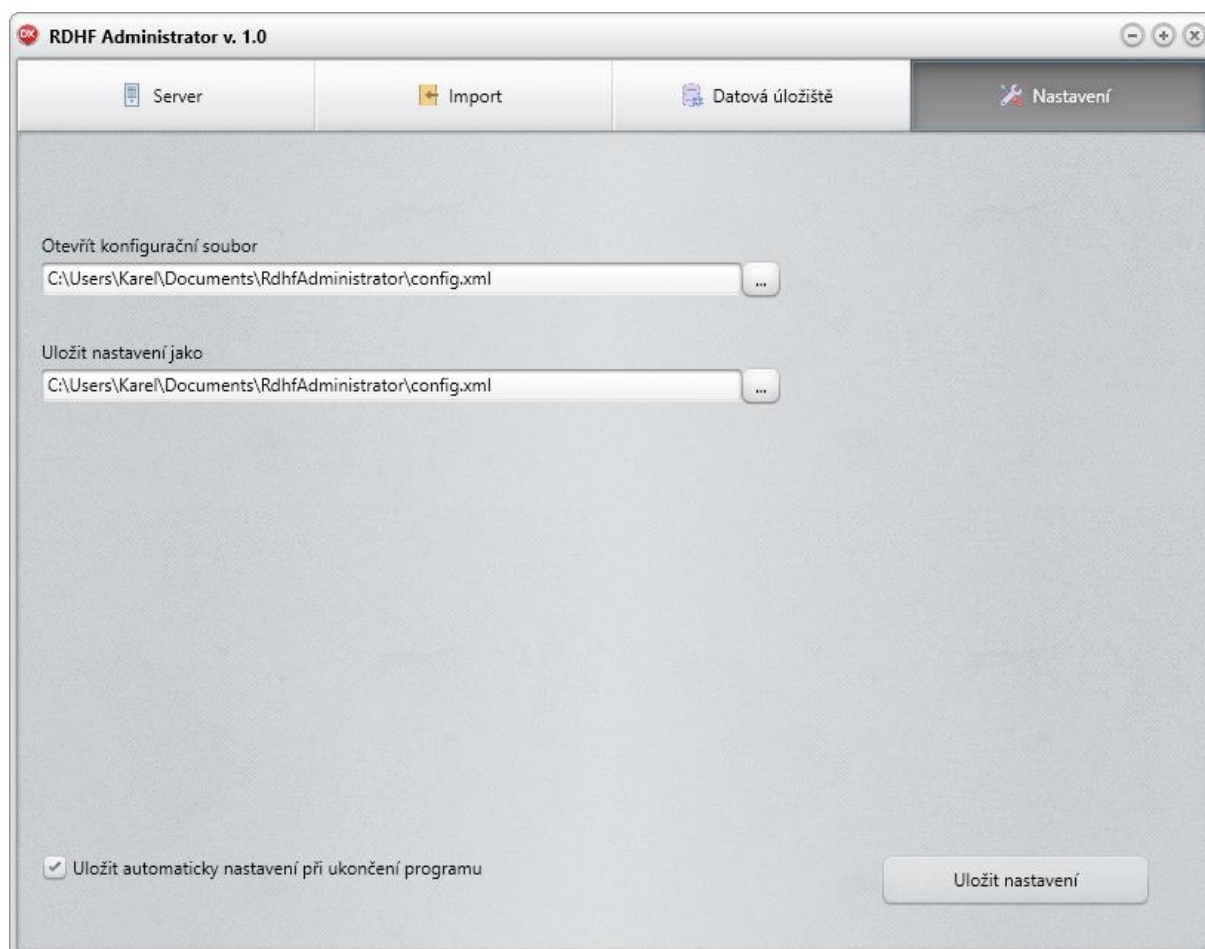 DX RDHF Administrator v. 1.0
Server
Import
Datová úložiště
Nastavení
Otevřít konfigurační soubor
C:\Users\Karel\Documents\RdhfAdministrator\config.xml
...
Uložit nastavení jako
C:\Users\Karel\Documents\RdhfAdministrator\config.xml
...
Uložit automaticky nastavení při ukončení programu
Uložit nastavení